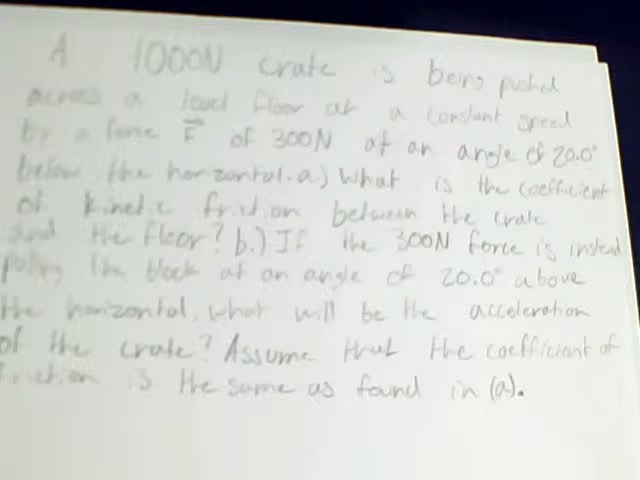 A 1000N crate is being pushed
across a level floor at a constant speed
by a force F of 300N at an angle of 20.0°
below the horizontal. a.) What is the coefficient
of kinetic friction between the crate
and the floor? b.) If the 300N force is instead
pulling the block at an angle of 20.0° above
the horizontal, what will be the acceleration
of the crate? Assume that the coefficient of
friction is the same as found in (a).